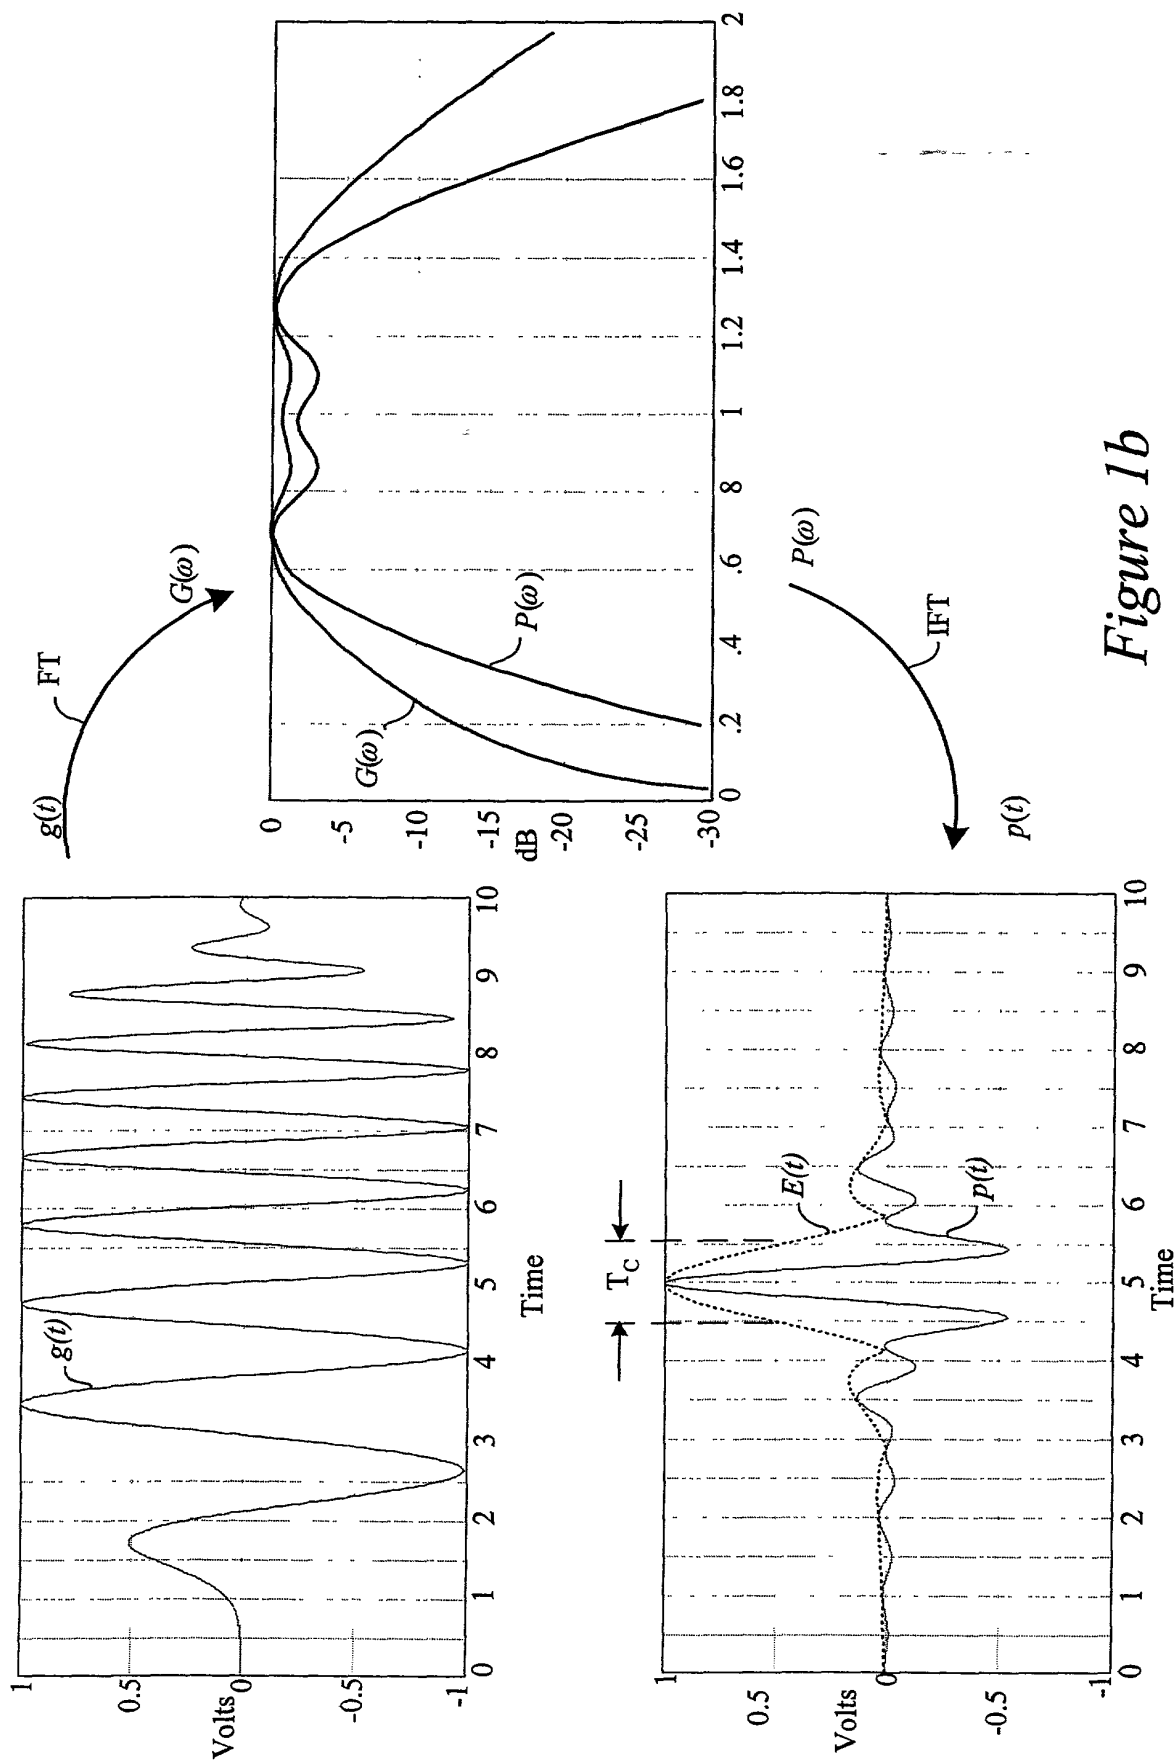 1
0.5
Volts
0
-0.5
-1
0 1 2 3 4 5 6 7 8 9 10
Time
g(t)
g(t)
FT
G(ω)
0
-5
-10
-15
dB
-20
-25
-30
0 .2 .4 .6 .8 1 1.2 1.4 1.6 1.8 2
G(ω)
P(ω)
P(ω)
IFT
p(t)
1
0.5
Volts
0
-0.5
-1
0 1 2 3 4 5 6 7 8 9 10
Time
T_C
E(t)
p(t)
Figure 1b